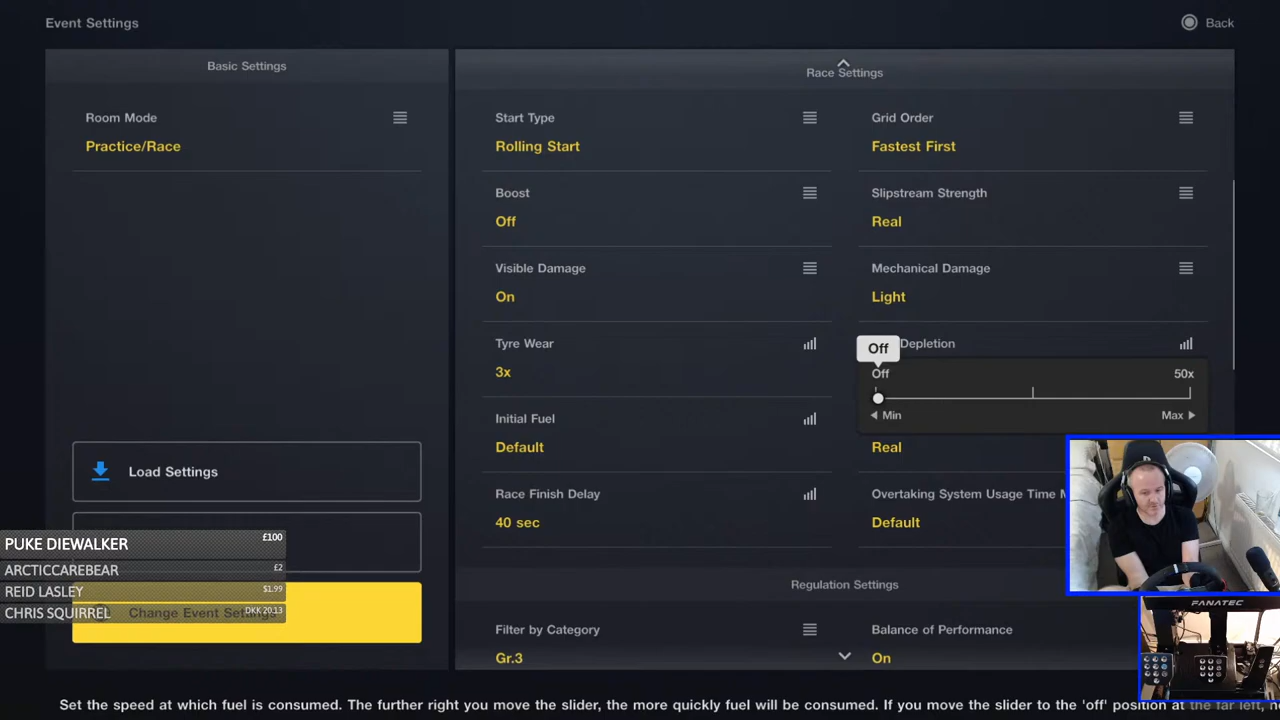 Event Settings
Back
Basic Settings
Room Mode
Practice/Race
Load Settings
Change Event Settings
PUKE DIEWALKER £100
ARCTICCAREBEAR £2
REID LASLEY $1.99
CHRIS SQUIRREL DKK 20.13
Race Settings
Start Type
Rolling Start
Grid Order
Fastest First
Boost
Off
Slipstream Strength
Real
Visible Damage
On
Mechanical Damage
Light
Tyre Wear
3x
Depletion
Off
Off 50x
Min Max
Initial Fuel
Default
Real
Race Finish Delay
40 sec
Overtaking System Usage Time M
Default
Regulation Settings
Filter by Category
Gr.3
Balance of Performance
On
FANATEC
Set the speed at which fuel is consumed. The further right you move the slider, the more quickly fuel will be consumed. If you move the slider to the 'off' position at the far left,